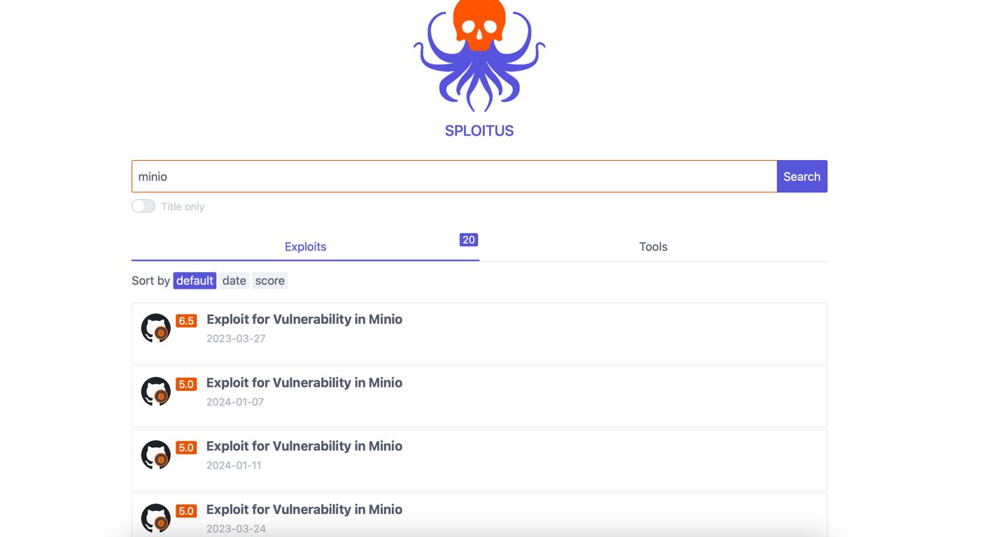 SPLOITUS
minio
Search
Title only
Exploits
20
Tools
Sort by default date score
6.5 Exploit for Vulnerability in Minio
2023-03-27
5.0 Exploit for Vulnerability in Minio
2024-01-07
5.0 Exploit for Vulnerability in Minio
2024-01-11
5.0 Exploit for Vulnerability in Minio
2023-03-24